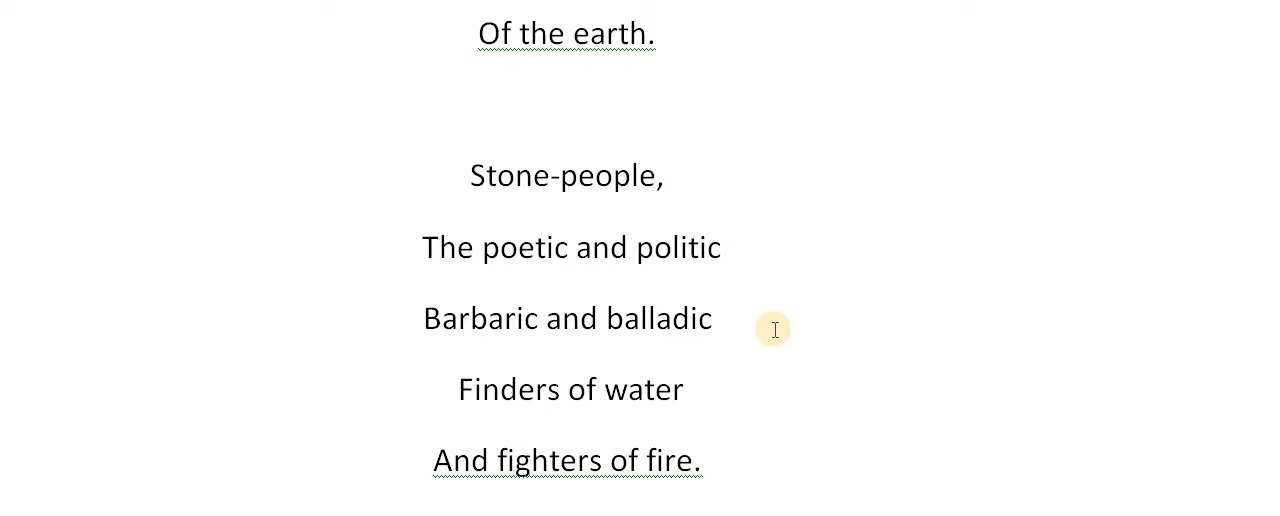 Of the earth.
Stone-people,
The poetic and politic
Barbaric and balladic
Finders of water
And fighters of fire.